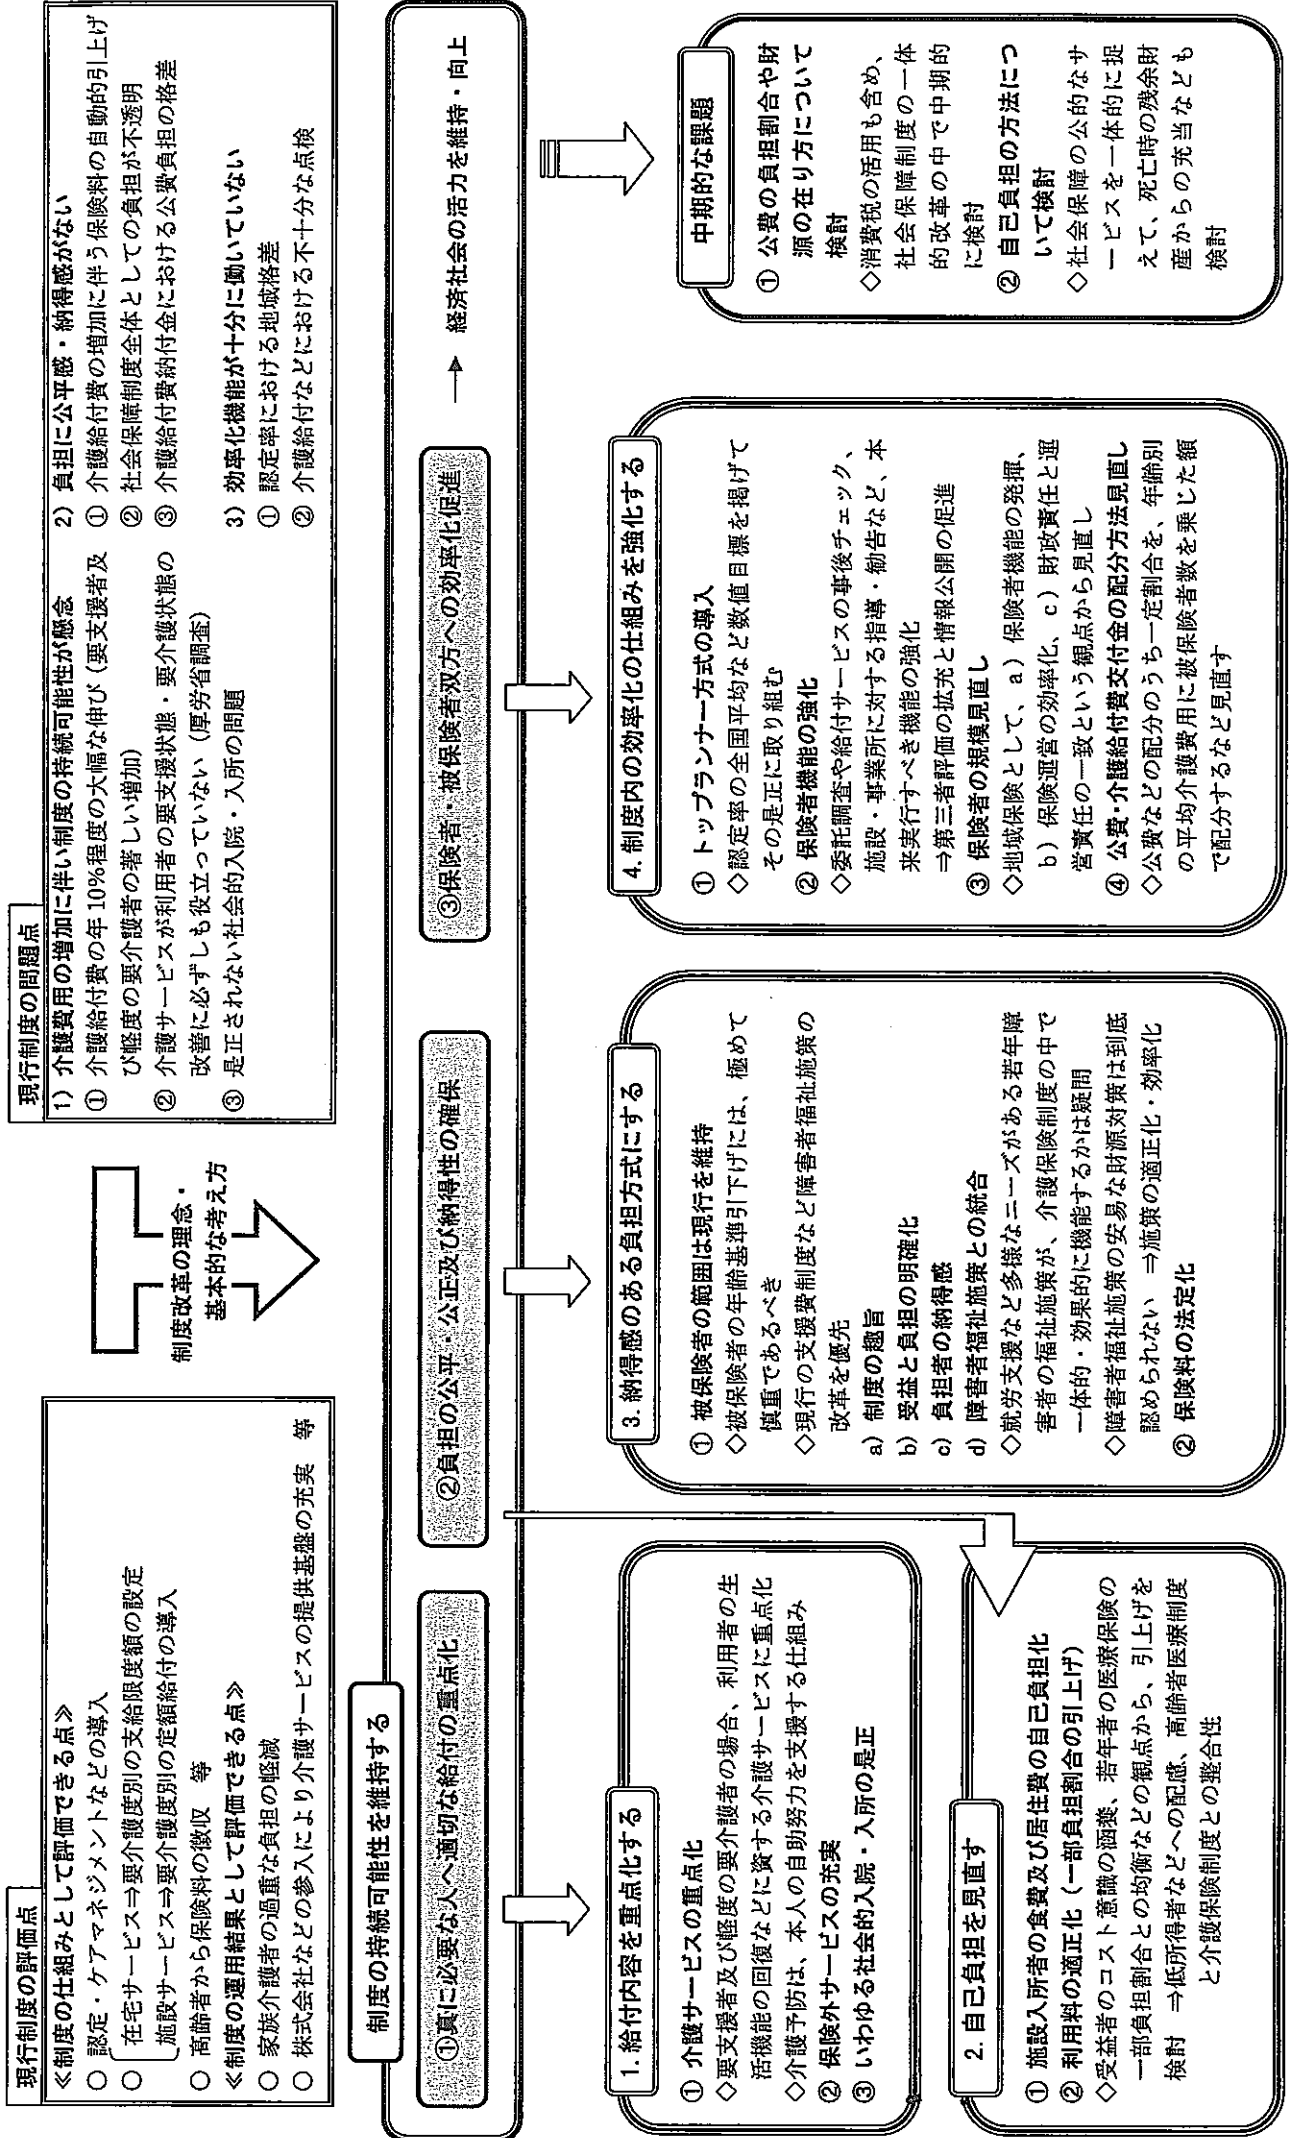 現行制度の評価点
≪制度の仕組みとして評価できる点≫
○ 認定・ケアマネジメントなどの導入
○ 在宅サービス⇒要介護度別の支給限度額の設定
施設サービス⇒要介護度別の定額給付の導入
○ 高齢者から保険料の徴収 等
≪制度の運用結果として評価できる点≫
○ 家族介護者の過重な負担の軽減
○ 株式会社などの参入により介護サービスの提供基盤の充実 等
制度改革の理念・
基本的な考え方
現行制度の問題点
1) 介護費用の増加に伴い制度の持続可能性が懸念
① 介護給付費の年10%程度の大幅な伸び(要支援者及
び軽度の要介護者の著しい増加)
② 介護サービスが利用者の要支援状態・要介護状態の
改善に必ずしも役立っていない(厚労省調査)
③ 是正されない社会的入院・入所の問題
2) 負担に公平感・納得感がない
① 介護給付費の増加に伴う保険料の自動的引上げ
② 社会保障制度全体としての負担が不透明
③ 介護給付費納付金における公費負担の格差
3) 効率化機能が十分に働いていない
① 認定率における地域格差
② 介護給付などにおける不十分な点検
制度の持続可能性を維持する
①真に必要な人へ適切な給付の重点化
②負担の公平・公正及び納得性の確保
③保険者・被保険者双方への効率化促進
→ 経済社会の活力を維持・向上
1. 給付内容を重点化する
① 介護サービスの重点化
◇要支援者及び軽度の要介護者の場合、利用者の生
活機能の回復などに資する介護サービスに重点化
◇介護予防は、本人の自助努力を支援する仕組み
② 保険外サービスの充実
③ いわゆる社会的入院・入所の是正
2. 自己負担を見直す
① 施設入所者の食費及び居住費の自己負担化
② 利用料の適正化(一部負担割合の引上げ)
◇受益者のコスト意識の涵養、若年者の医療保険の
一部負担割合との均衡などの観点から、引上げを
検討 ⇒低所得者などへの配慮、高齢者医療制度
と介護保険制度との整合性
3. 納得感のある負担方式にする
① 被保険者の範囲は現行を維持
◇被保険者の年齢基準引下げには、極めて
慎重であるべき
◇現行の支援費制度など障害者福祉施策の
改革を優先
a) 制度の趣旨
b) 受益と負担の明確化
c) 負担者の納得感
d) 障害者福祉施策との統合
◇就労支援など多様なニーズがある若年障
害者の福祉施策が、介護保険制度の中で
一体的・効果的に機能するかは疑問
◇障害者福祉施策の安易な財源対策は到底
認められない ⇒施策の適正化・効率化
② 保険料の法定化
4. 制度内の効率化の仕組みを強化する
① トップランナー方式の導入
◇認定率の全国平均など数値目標を掲げて
その是正に取り組む
② 保険者機能の強化
◇委託調査や給付サービスの事後チェック、
施設・事業所に対する指導・勧告など、本
来実行すべき機能の強化
⇒第三者評価の拡充と情報公開の促進
③ 保険者の規模見直し
◇地域保険として、a)保険者機能の発揮、
b)保険運営の効率化、c)財政責任と運
営責任の一致という観点から見直し
④ 公費・介護給付費交付金の配分方法見直し
◇公費などの配分のうち一定割合を、年齢別
の平均介護費用に被保険者数を乗じた額
で配分するなど見直す
中期的な課題
① 公費の負担割合や財
源の在り方について
検討
◇消費税の活用も含め、
社会保障制度の一体
的改革の中で中期的
に検討
② 自己負担の方法につ
いて検討
◇社会保障の公的なサ
ービスを一体的に捉
えて、死亡時の残余財
産からの充当なども
検討